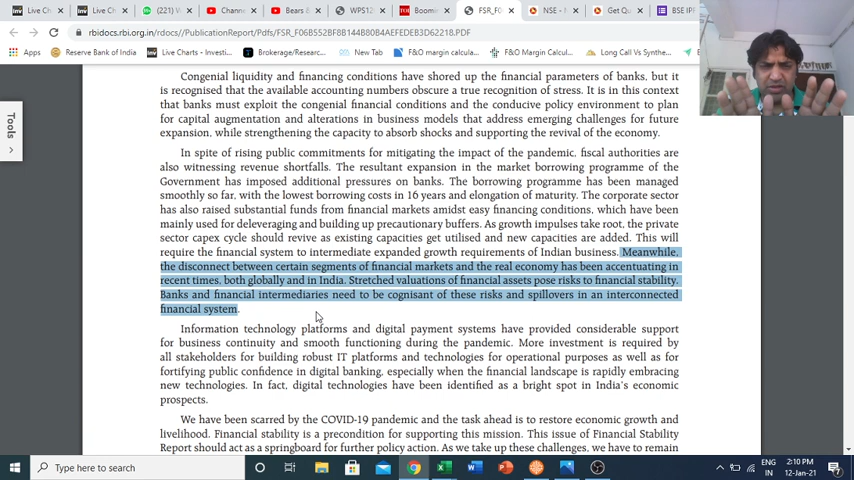 Live Ch
Live Ch
(221) W
Channel
Bears &
WPS12
Boomi
FSR_F0
NSE - N
Get Qu
BSE IPF
rbidocs.rbi.org.in/rdocs//PublicationReport/Pdfs/FSR_F06B552BF8B144B80B4AEFEDEB3D62218.PDF
Apps
Reserve Bank of India
Live Charts – Investi...
Brokerage/Researc...
New Tab
F&O margin calcula...
F&O Margin Calcul...
Long Call Vs Synthe...
Tools
Congenial liquidity and financing conditions have shored up the financial parameters of banks, but it
is recognised that the available accounting numbers obscure a true recognition of stress. It is in this context
that banks must exploit the congenial financial conditions and the conducive policy environment to plan
for capital augmentation and alterations in business models that address emerging challenges for future
expansion, while strengthening the capacity to absorb shocks and supporting the revival of the economy.
In spite of rising public commitments for mitigating the impact of the pandemic, fiscal authorities are
also witnessing revenue shortfalls. The resultant expansion in the market borrowing programme of the
Government has imposed additional pressures on banks. The borrowing programme has been managed
smoothly so far, with the lowest borrowing costs in 16 years and elongation of maturity. The corporate sector
has also raised substantial funds from financial markets amidst easy financing conditions, which have been
mainly used for deleveraging and building up precautionary buffers. As growth impulses take root, the private
sector capex cycle should revive as existing capacities get utilised and new capacities are added. This will
require the financial system to intermediate expanded growth requirements of Indian business. Meanwhile,
the disconnect between certain segments of financial markets and the real economy has been accentuating in
recent times, both globally and in India. Stretched valuations of financial assets pose risks to financial stability.
Banks and financial intermediaries need to be cognisant of these risks and spillovers in an interconnected
financial system.
Information technology platforms and digital payment systems have provided considerable support
for business continuity and smooth functioning during the pandemic. More investment is required by
all stakeholders for building robust IT platforms and technologies for operational purposes as well as for
fortifying public confidence in digital banking, especially when the financial landscape is rapidly embracing
new technologies. In fact, digital technologies have been identified as a bright spot in India's economic
prospects.
We have been scarred by the COVID-19 pandemic and the task ahead is to restore economic growth and
livelihood. Financial stability is a precondition for supporting this mission. This issue of Financial Stability
Report should act as a springboard for further policy action. As we take up these challenges, we have to remain
Type here to search
ENG
IN
2:10 PM
12-Jan-21